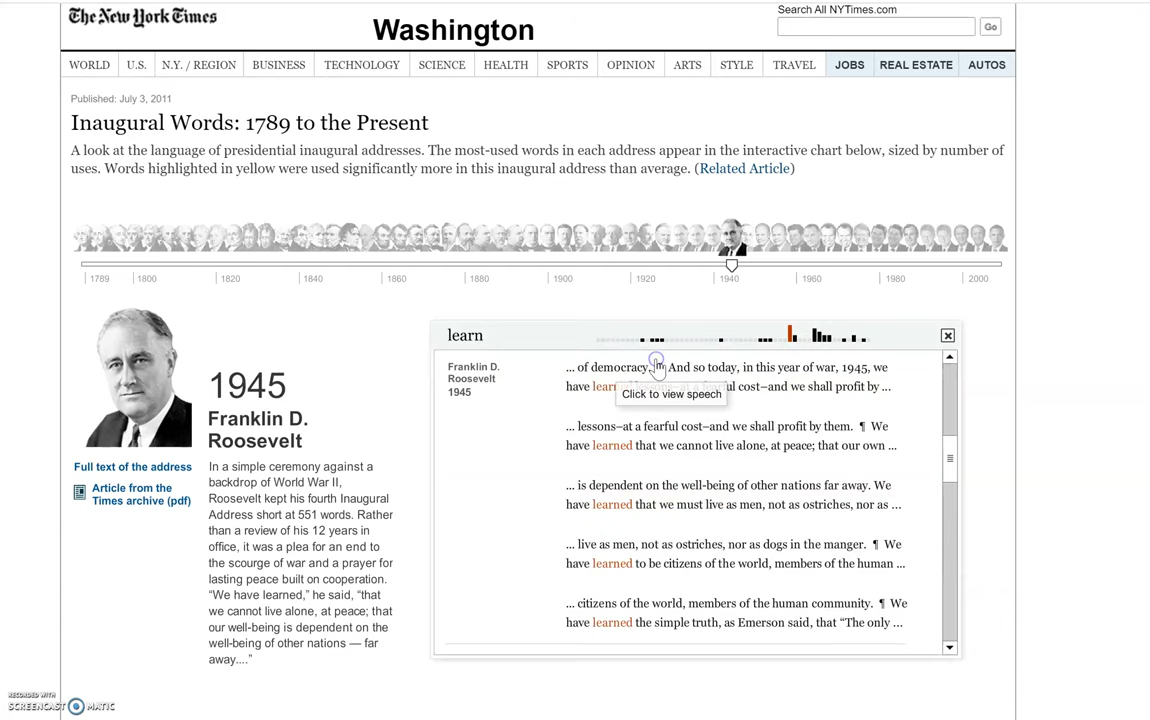 The New York Times
Washington
Search All NYTimes.com
Go
WORLD U.S. N.Y. / REGION BUSINESS TECHNOLOGY SCIENCE HEALTH SPORTS OPINION ARTS STYLE TRAVEL JOBS REAL ESTATE AUTOS
Published: July 3, 2011
Inaugural Words: 1789 to the Present
A look at the language of presidential inaugural addresses. The most-used words in each address appear in the interactive chart below, sized by number of
uses. Words highlighted in yellow were used significantly more in this inaugural address than average. (Related Article)
1789 1800 1820 1840 1860 1880 1900 1920 1940 1960 1980 2000
1945
Franklin D.
Roosevelt
Full text of the address
Article from the
Times archive (pdf)
In a simple ceremony against a
backdrop of World War II,
Roosevelt kept his fourth Inaugural
Address short at 551 words. Rather
than a review of his 12 years in
office, it was a plea for an end to
the scourge of war and a prayer for
lasting peace built on cooperation.
“We have learned,” he said, “that
we cannot live alone, at peace; that
our well-being is dependent on the
well-being of other nations — far
away....”
learn
Franklin D.
Roosevelt
1945
... of democracy. ¶ And so today, in this year of war, 1945, we
have learned lessons–at a fearful cost–and we shall profit by ...
Click to view speech
... lessons–at a fearful cost–and we shall profit by them. ¶ We
have learned that we cannot live alone, at peace; that our own ...
... is dependent on the well-being of other nations far away. We
have learned that we must live as men, not as ostriches, nor as ...
... live as men, not as ostriches, nor as dogs in the manger. ¶ We
have learned to be citizens of the world, members of the human ...
... citizens of the world, members of the human community. ¶ We
have learned the simple truth, as Emerson said, that “The only ...
RECORDED WITH
SCREENCAST MATIC